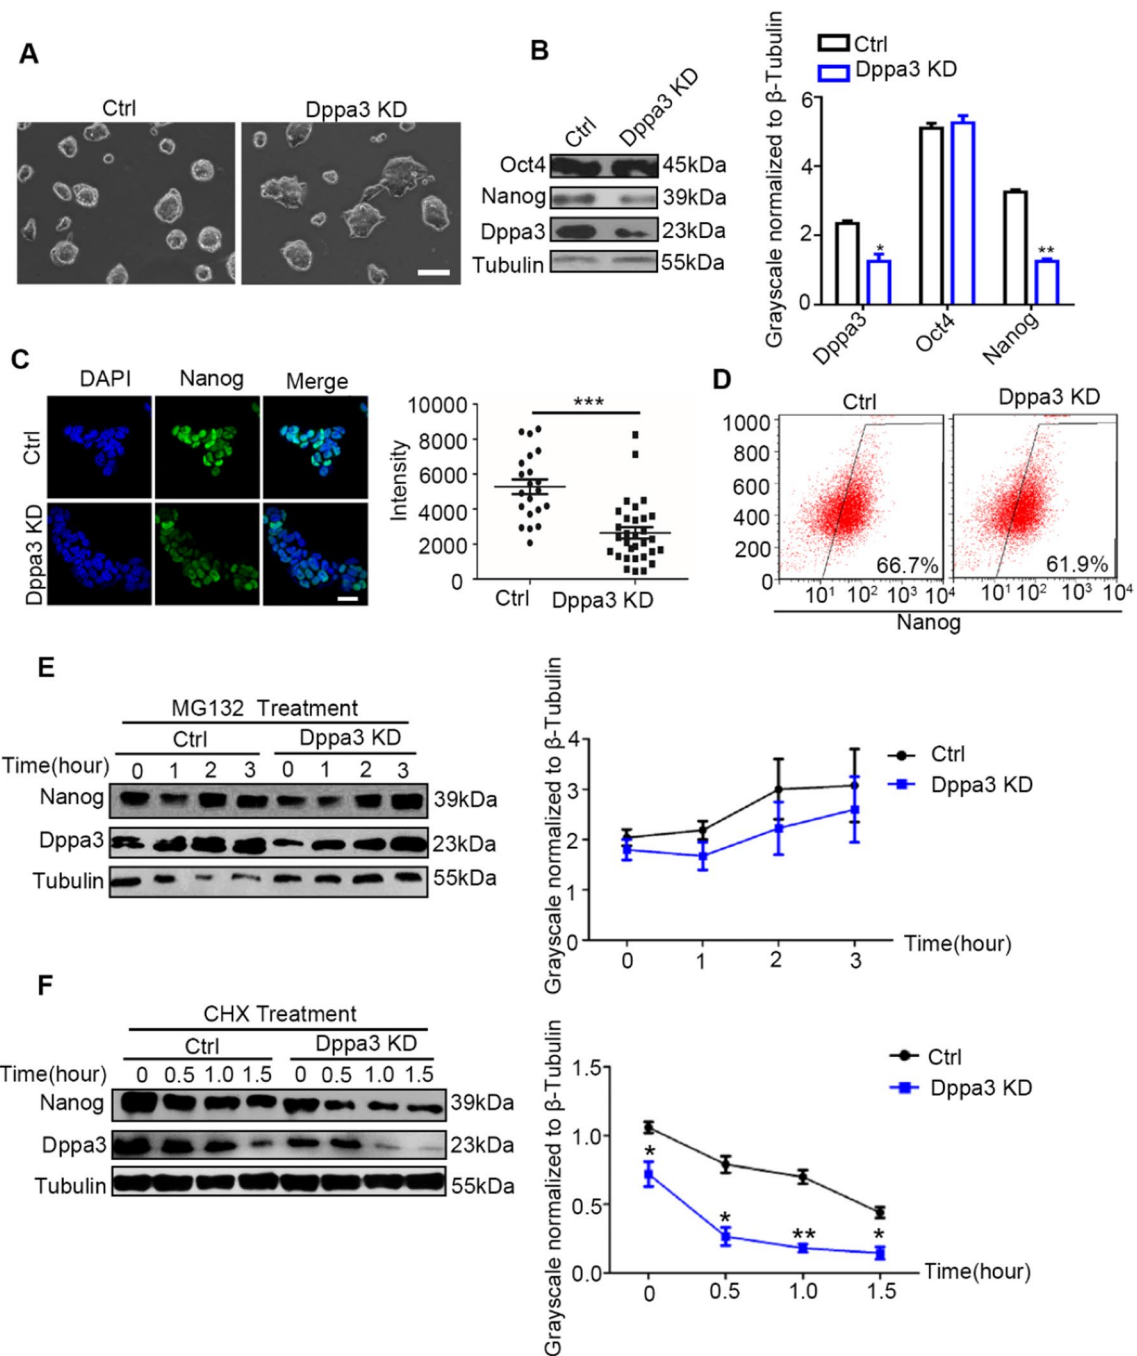 A
Ctrl
Dppa3 KD
B
Ctrl
Dppa3 KD
Oct4
45kDa
Nanog
39kDa
Dppa3
23kDa
Tubulin
55kDa
Ctrl
Dppa3 KD
Grayscale normalized to β-Tubulin
6
4
2
0
*
**
Dppa3
Oct4
Nanog
C
DAPI
Nanog
Merge
Ctrl
Dppa3 KD
Intensity
10000
8000
6000
4000
2000
0
***
Ctrl
Dppa3 KD
D
Ctrl
Dppa3 KD
1000
800
600
400
200
0
66.7%
61.9%
10¹ 10² 10³ 10⁴
10¹ 10² 10³ 10⁴
Nanog
E
MG132 Treatment
Ctrl
Dppa3 KD
Time(hour) 0 1 2 3 0 1 2 3
Nanog
39kDa
Dppa3
23kDa
Tubulin
55kDa
Grayscale normalized to β-Tubulin
4
3
2
1
0
0 1 2 3
Time(hour)
Ctrl
Dppa3 KD
F
CHX Treatment
Ctrl
Dppa3 KD
Time(hour) 0 0.5 1.0 1.5 0 0.5 1.0 1.5
Nanog
39kDa
Dppa3
23kDa
Tubulin
55kDa
Grayscale normalized to β-Tubulin
1.5
1.0
0.5
0.0
*
*
**
*
0 0.5 1.0 1.5
Time(hour)
Ctrl
Dppa3 KD